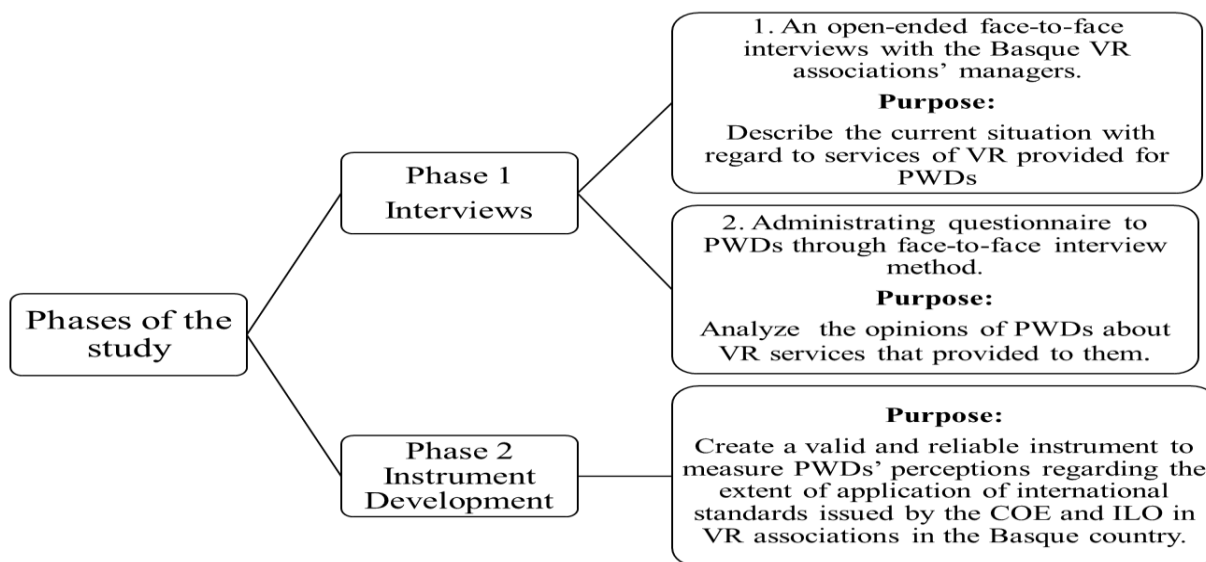 Phases of the
study
Phase 1
Interviews
1. An open-ended face-to-face
interviews with the Basque VR
associations’ managers.
Purpose:
Describe the current situation with
regard to services of VR provided for
PWDs
2. Administrating questionnaire to
PWDs through face-to-face interview
method.
Purpose:
Analyze the opinions of PWDs about
VR services that provided to them.
Phase 2
Instrument
Development
Purpose:
Create a valid and reliable instrument to
measure PWDs’ perceptions regarding the
extent of application of international
standards issued by the COE and ILO in
VR associations in the Basque country.